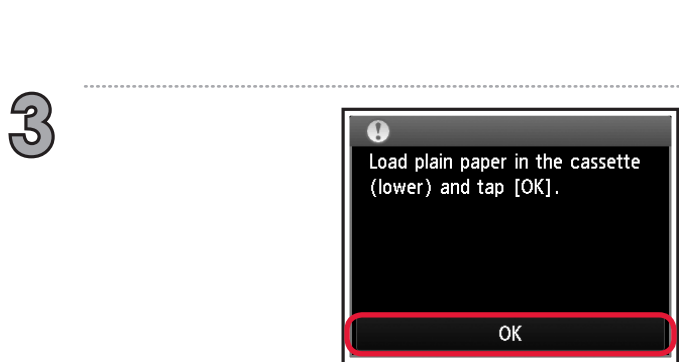 3
Load plain paper in the cassette
(lower) and tap [OK].
OK